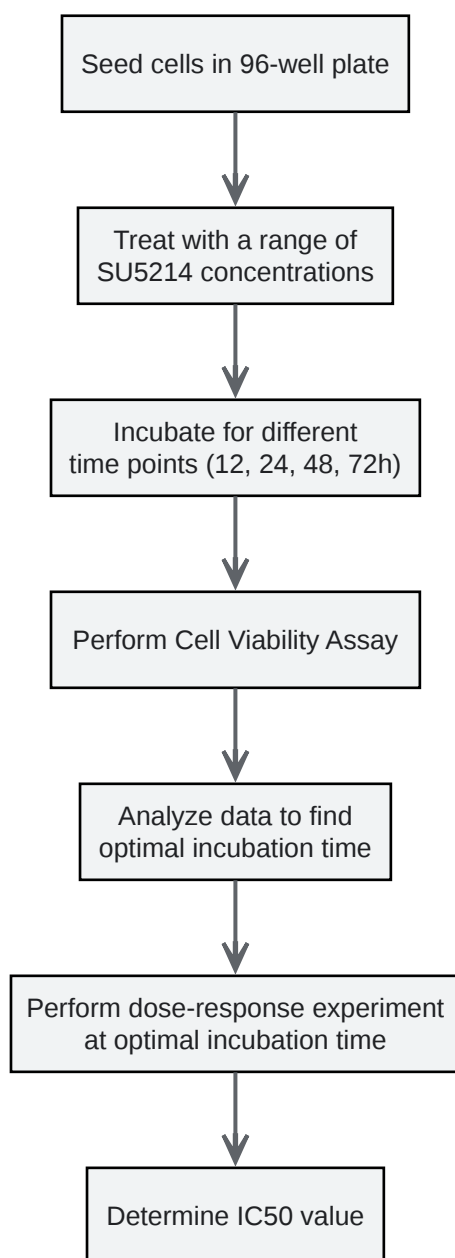 Seed cells in 96-well plate
Treat with a range of
SU5214 concentrations
Incubate for different
time points (12, 24, 48, 72h)
Perform Cell Viability Assay
Analyze data to find
optimal incubation time
Perform dose-response experiment
at optimal incubation time
Determine IC50 value